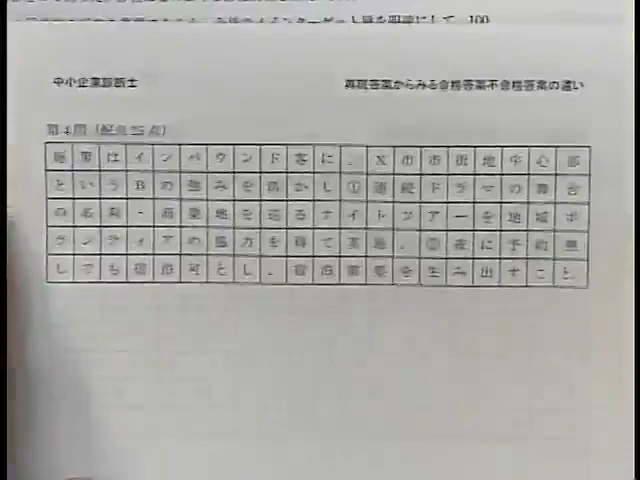 中小企業診断士
再現答案からみる合格答案不合格答案の違い
第4問（配点25点）
施策はインバウンド客に、X市市街地中心部
というBの強みを活かし①連続ドラマの舞台
の名刹・商業地を巡るナイトツアーを地域ボ
ランティアの協力を得て実施、②夜に予約無
しでも宿泊可とし、宿泊需要を生み出すこと。